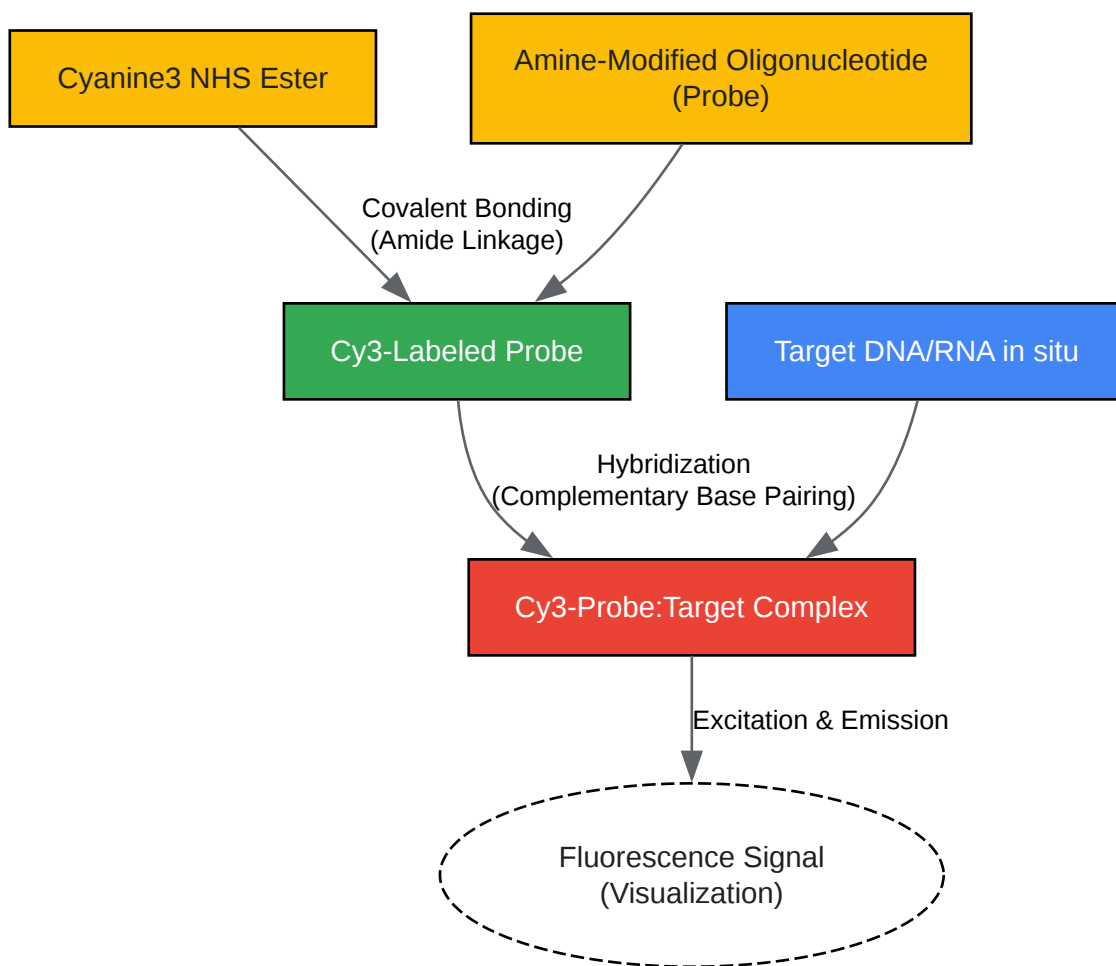 Cyanine3 NHS Ester
Amine-Modified Oligonucleotide
(Probe)
Covalent Bonding
(Amide Linkage)
Cy3-Labeled Probe
Target DNA/RNA in situ
Hybridization
(Complementary Base Pairing)
Cy3-Probe:Target Complex
Excitation & Emission
Fluorescence Signal
(Visualization)